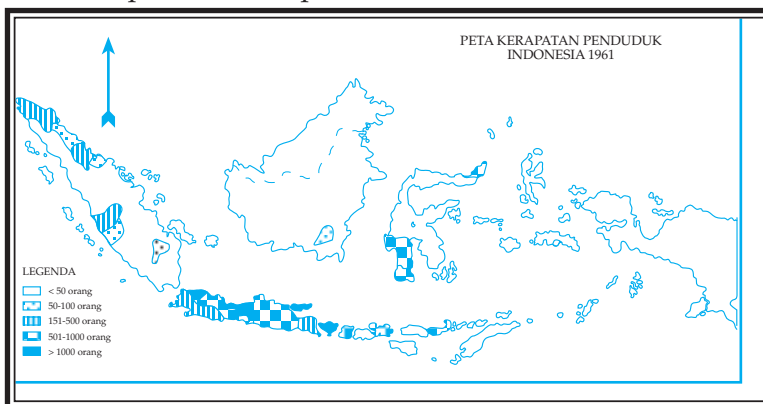 PETA KERAPATAN PENDUDUK
INDONESIA 1961
LEGENDA
< 50 orang
50-100 orang
151-500 orang
501-1000 orang
> 1000 orang